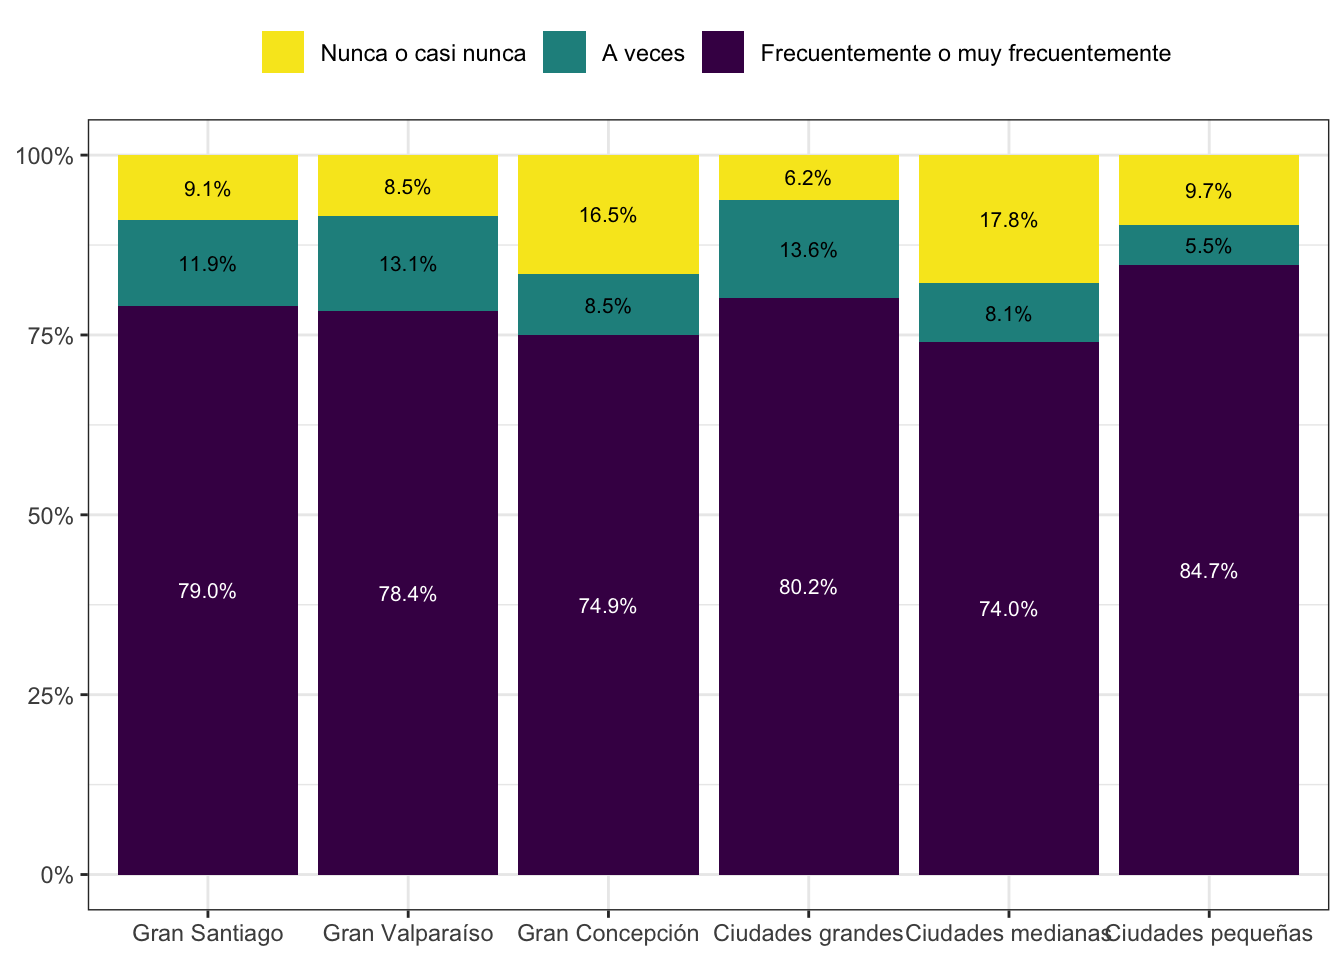 Nunca o casi nunca A veces Frecuentemente o muy frecuentemente
100%
75%
50%
25%
0%
9.1% 8.5% 16.5% 6.2% 17.8% 9.7%
11.9% 13.1% 8.5% 13.6% 8.1% 5.5%
79.0% 78.4% 74.9% 80.2% 74.0% 84.7%
Gran Santiago Gran Valparaíso Gran Concepción Ciudades grandes Ciudades medianas Ciudades pequeñas